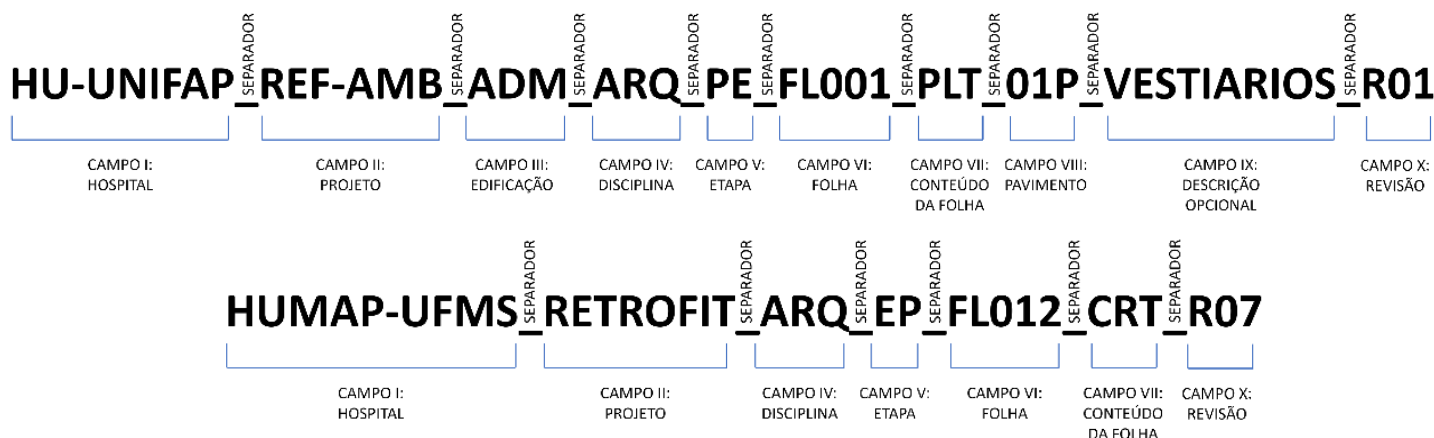 SEPARADOR SEPARADOR SEPARADOR SEPARADOR SEPARADOR SEPARADOR SEPARADOR SEPARADOR SEPARADOR
HU-UNIFAP_REF-AMB_ADM_ARQ_PE_FL001_PLT_01P_VESTIARIOS_R01
CAMPO I: CAMPO II: CAMPO III: CAMPO IV: CAMPO V: CAMPO VI: CAMPO VII: CAMPO VIII: CAMPO IX: CAMPO X:
HOSPITAL PROJETO EDIFICAÇÃO DISCIPLINA ETAPA FOLHA CONTEÚDO PAVIMENTO DESCRIÇÃO REVISÃO
DA FOLHA OPCIONAL
SEPARADOR SEPARADOR SEPARADOR SEPARADOR SEPARADOR SEPARADOR
HUMAP-UFMS_RETROFIT_ARQ_EP_FL012_CRT_R07
CAMPO I: CAMPO II: CAMPO IV: CAMPO V: CAMPO VI: CAMPO VII: CAMPO X:
HOSPITAL PROJETO DISCIPLINA ETAPA FOLHA CONTEÚDO REVISÃO
DA FOLHA